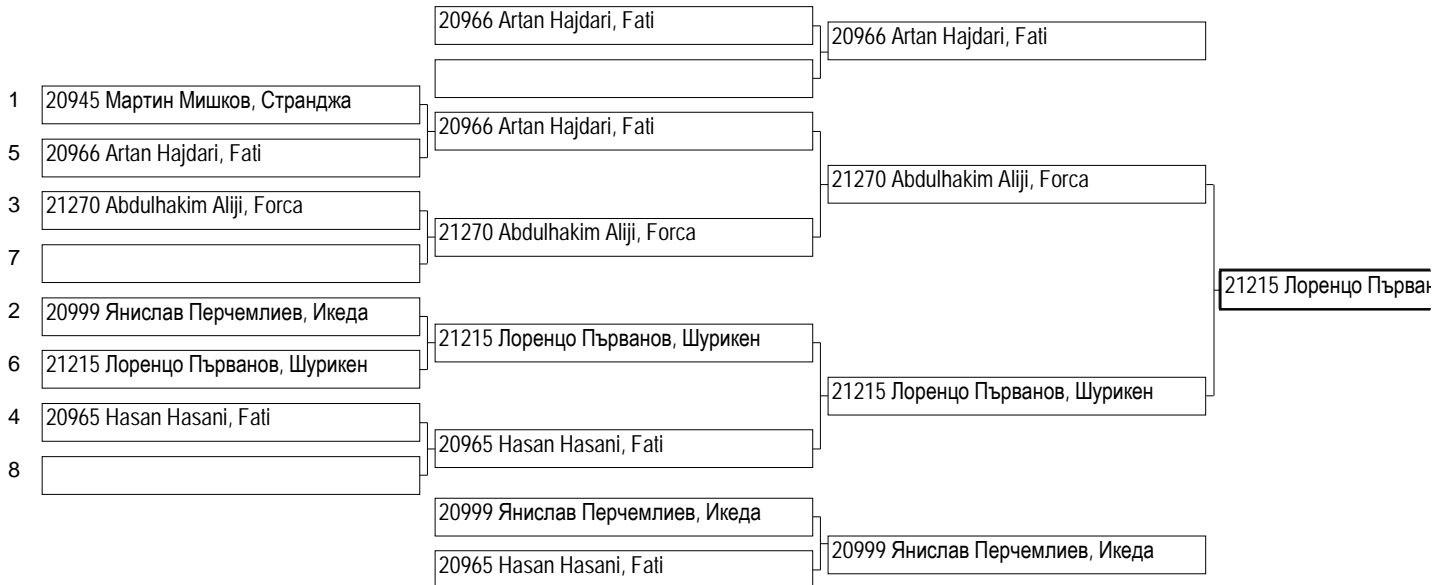 20966 Artan Hajdari, Fati
20966 Artan Hajdari, Fati
1 20945 Мартин Мишков, Странджа
20966 Artan Hajdari, Fati
5 20966 Artan Hajdari, Fati
21270 Abdulhakim Aliji, Forca
3 21270 Abdulhakim Aliji, Forca
21270 Abdulhakim Aliji, Forca
7
21215 Лоренцо Първан
2 20999 Янислав Перчемлиев, Икеда
21215 Лоренцо Първанов, Шурикен
6 21215 Лоренцо Първанов, Шурикен
21215 Лоренцо Първанов, Шурикен
4 20965 Hasan Hasani, Fati
20965 Hasan Hasani, Fati
8
20999 Янислав Перчемлиев, Икеда
20999 Янислав Перчемлиев, Икеда
20965 Hasan Hasani, Fati